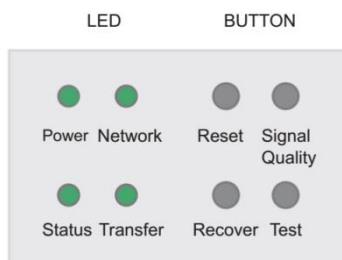 LED BUTTON
Power Network Reset Signal
Quality
Status Transfer Recover Test